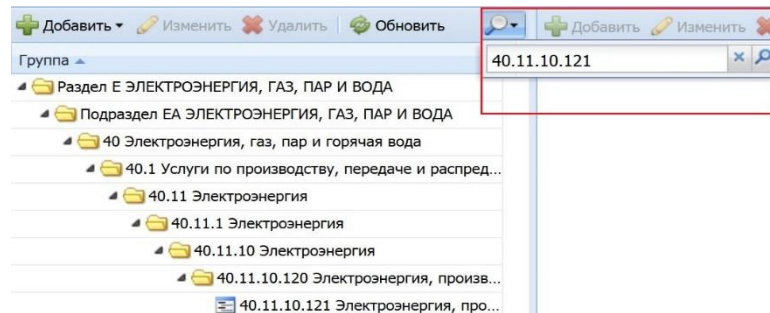 Добавить Изменить Удалить Обновить Добавить Изменить
Группа
40.11.10.121
Раздел Е ЭЛЕКТРОЭНЕРГИЯ, ГАЗ, ПАР И ВОДА
Подраздел ЕА ЭЛЕКТРОЭНЕРГИЯ, ГАЗ, ПАР И ВОДА
40 Электроэнергия, газ, пар и горячая вода
40.1 Услуги по производству, передаче и распред...
40.11 Электроэнергия
40.11.1 Электроэнергия
40.11.10 Электроэнергия
40.11.10.120 Электроэнергия, произв...
40.11.10.121 Электроэнергия, про...